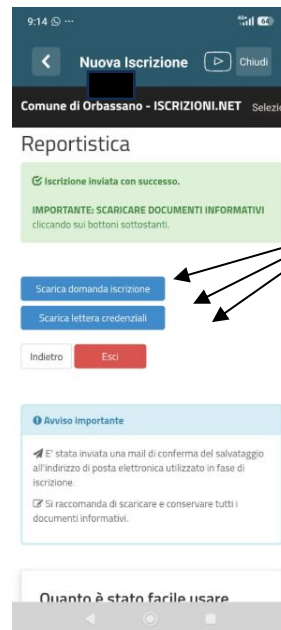 9:14
Nuova Iscrizione
Chiudi
Comune di Orbassano - ISCRIZIONI.NET Selezi
Reportistica
Iscrizione inviata con successo.
IMPORTANTE: SCARICARE DOCUMENTI INFORMATIVI
cliccando sui bottoni sottostanti.
Scarica domanda iscrizione
Scarica lettera credenziali
Indietro Esci
Avviso importante
E' stata inviata una mail di conferma del salvataggio
all'indirizzo di posta elettronica utilizzato in fase di
iscrizione.
Si raccomanda di scaricare e conservare tutti i
documenti informativi.
Quanto è stato facile usare